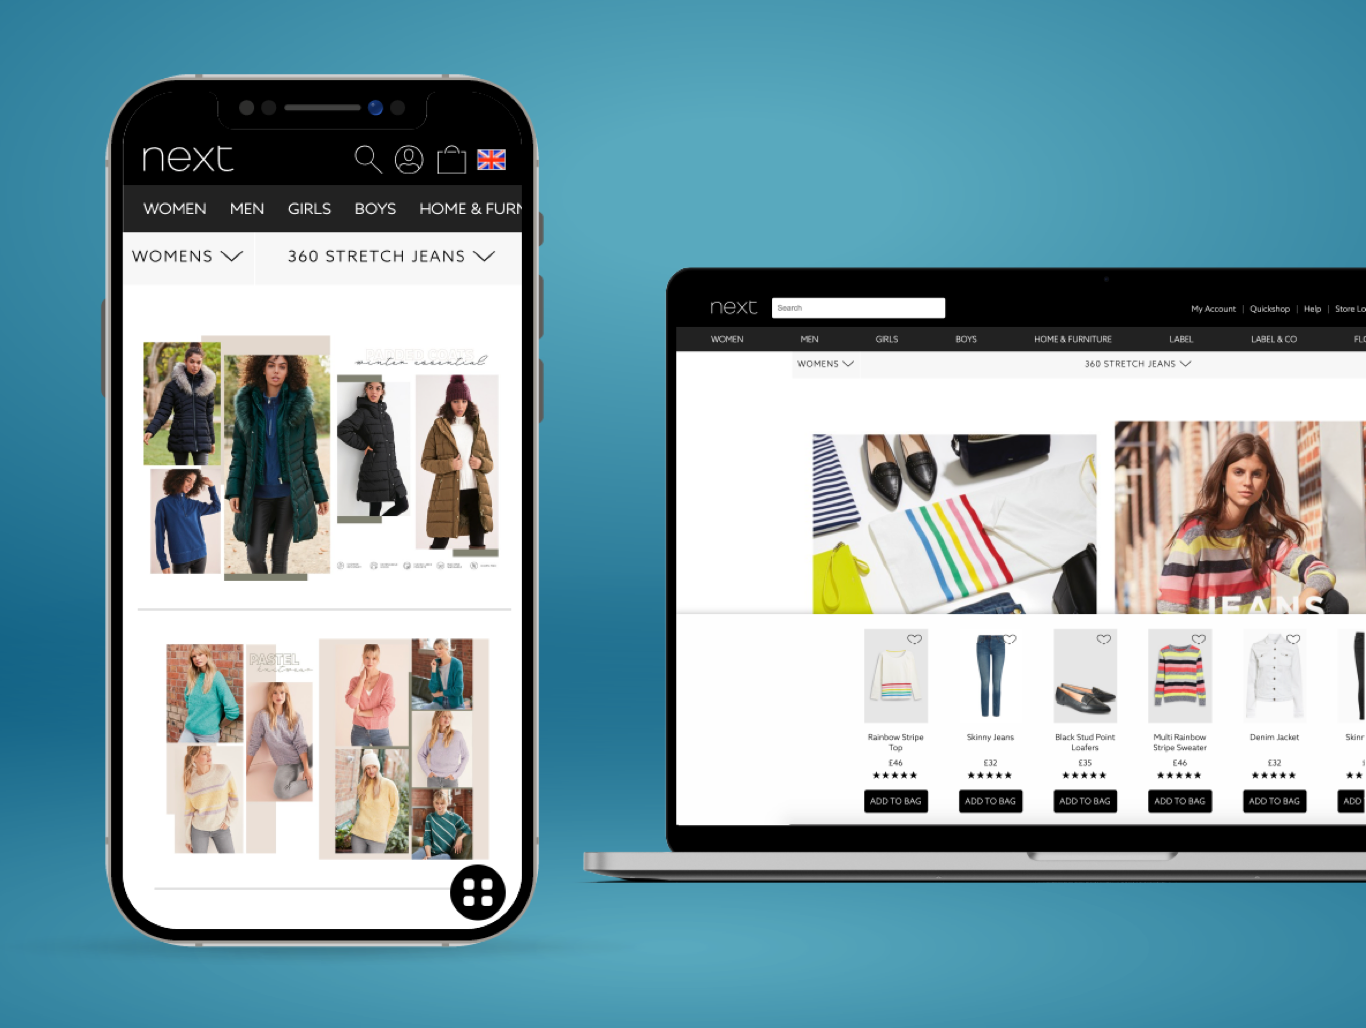 next
WOMEN MEN GIRLS BOYS HOME & FURN
WOMENS 360 STRETCH JEANS
winter essential
PASTEL
knitwear
next Search My Account | Quickshop | Help | Store Lo
WOMEN MEN GIRLS BOYS HOME & FURNITURE LABEL LABEL & CO FLO
WOMENS 360 STRETCH JEANS
JEANS
Rainbow Stripe Top
£46
★★★★★
ADD TO BAG
Skinny Jeans
£32
★★★★★
ADD TO BAG
Black Stud Point Loafers
£35
★★★★★
ADD TO BAG
Multi Rainbow Stripe Sweater
£46
★★★★★
ADD TO BAG
Denim Jacket
£32
★★★★★
ADD TO BAG
Skinr
★★
ADD